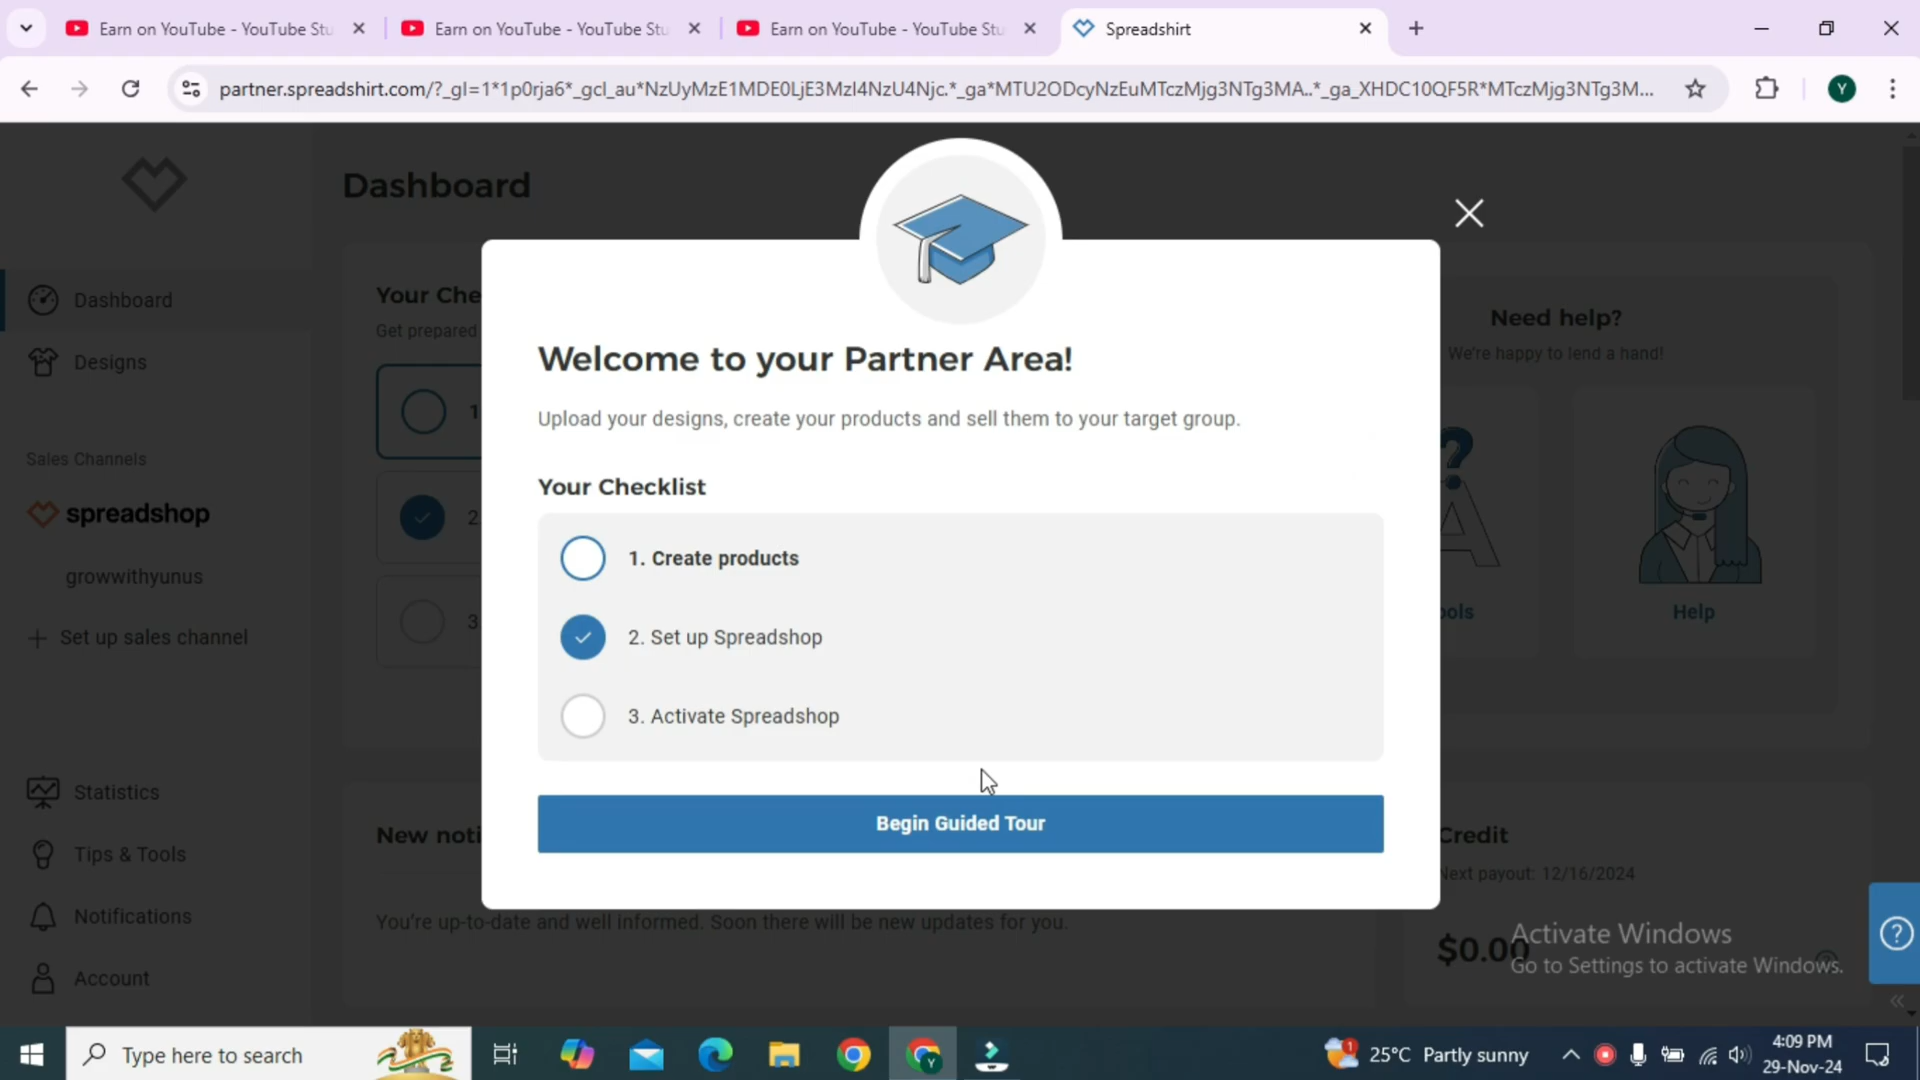 Earn on YouTube - YouTube Stu
Earn on YouTube - YouTube Stu
Earn on YouTube - YouTube Stu
Spreadshirt
partner.spreadshirt.com/?_gl=1*1p0rja6*_gcl_au*NzUyMzE1MDE0LjE3MzI4NzU4Njc.*_ga*MTU2ODcyNzEuMTczMjg3NTg3MA..*_ga_XHDC10QF5R*MTczMjg3NTg3M...
Y
Dashboard
Dashboard
Designs
Sales Channels
spreadshop
growwithyunus
Set up sales channel
Statistics
Tips & Tools
Notifications
Account
Your Che
Get prepared
1
2.
3
Welcome to your Partner Area!
Upload your designs, create your products and sell them to your target group.
Your Checklist
1. Create products
2. Set up Spreadshop
3. Activate Spreadshop
Begin Guided Tour
Need help?
We're happy to lend a hand!
ools
Help
New noti
You're up-to-date and well informed. Soon there will be new updates for you.
Credit
Next payout: 12/16/2024
$0.00
Activate Windows
Go to Settings to activate Windows.
Type here to search
1
25°C Partly sunny
4:09 PM
29-Nov-24